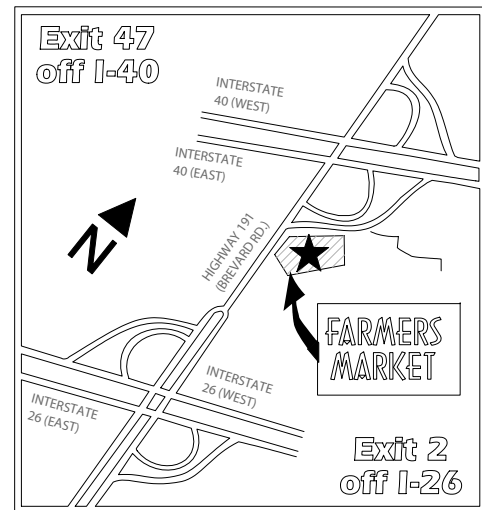 Exit 47
off I-40
INTERSTATE
40 (WEST)
INTERSTATE
40 (EAST)
N
HIGHWAY 191
(BREVARD RD.)
FARMERS
MARKET
INTERSTATE
26 (WEST)
INTERSTATE
26 (EAST)
Exit 2
off I-26